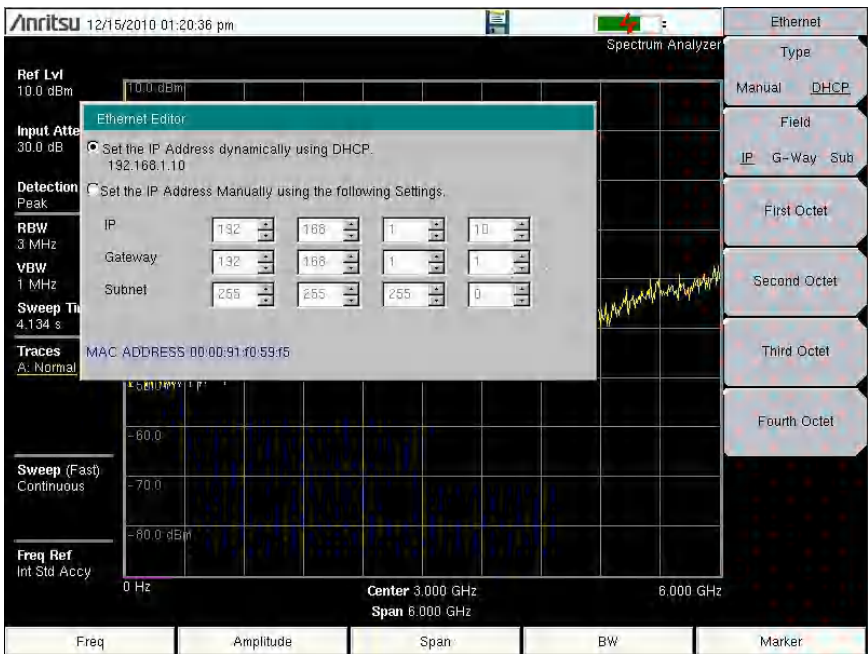 Anritsu 12/15/2010 01:20:36 pm
Spectrum Analyzer
Ethernet
Type
Manual DHCP
Field
IP G-Way Sub
First Octet
Second Octet
Third Octet
Fourth Octet
Ref Lvl
10.0 dBm
Input Atte
30.0 dB
Detection
Peak
RBW
3 MHz
VBW
1 MHz
Sweep Ti
4.134 s
Traces
A: Normal
Sweep (Fast)
Continuous
Freq Ref
Int Std Accy
10.0 dBm
Ethernet Editor
Set the IP Address dynamically using DHCP.
192.168.1.10
Set the IP Address Manually using the following Settings.
IP 192 168 1 10
Gateway 192 168 1 1
Subnet 255 255 255 0
MAC ADDRESS 00:00:91:f0:59:f5
-60.0
-70.0
-80.0 dBm
0 Hz
Center 3.000 GHz
6.000 GHz
Span 6.000 GHz
Freq
Amplitude
Span
BW
Marker